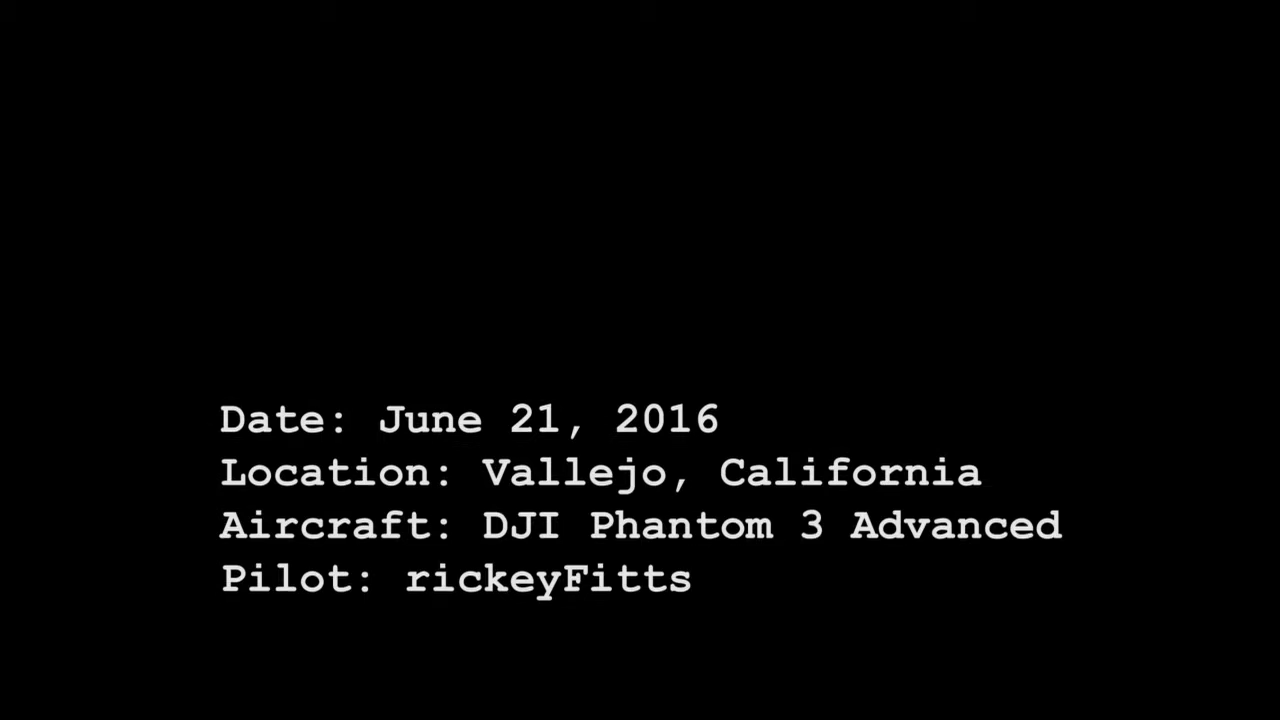 Date: June 21, 2016
Location: Vallejo, California
Aircraft: DJI Phantom 3 Advanced
Pilot: rickeyFitts